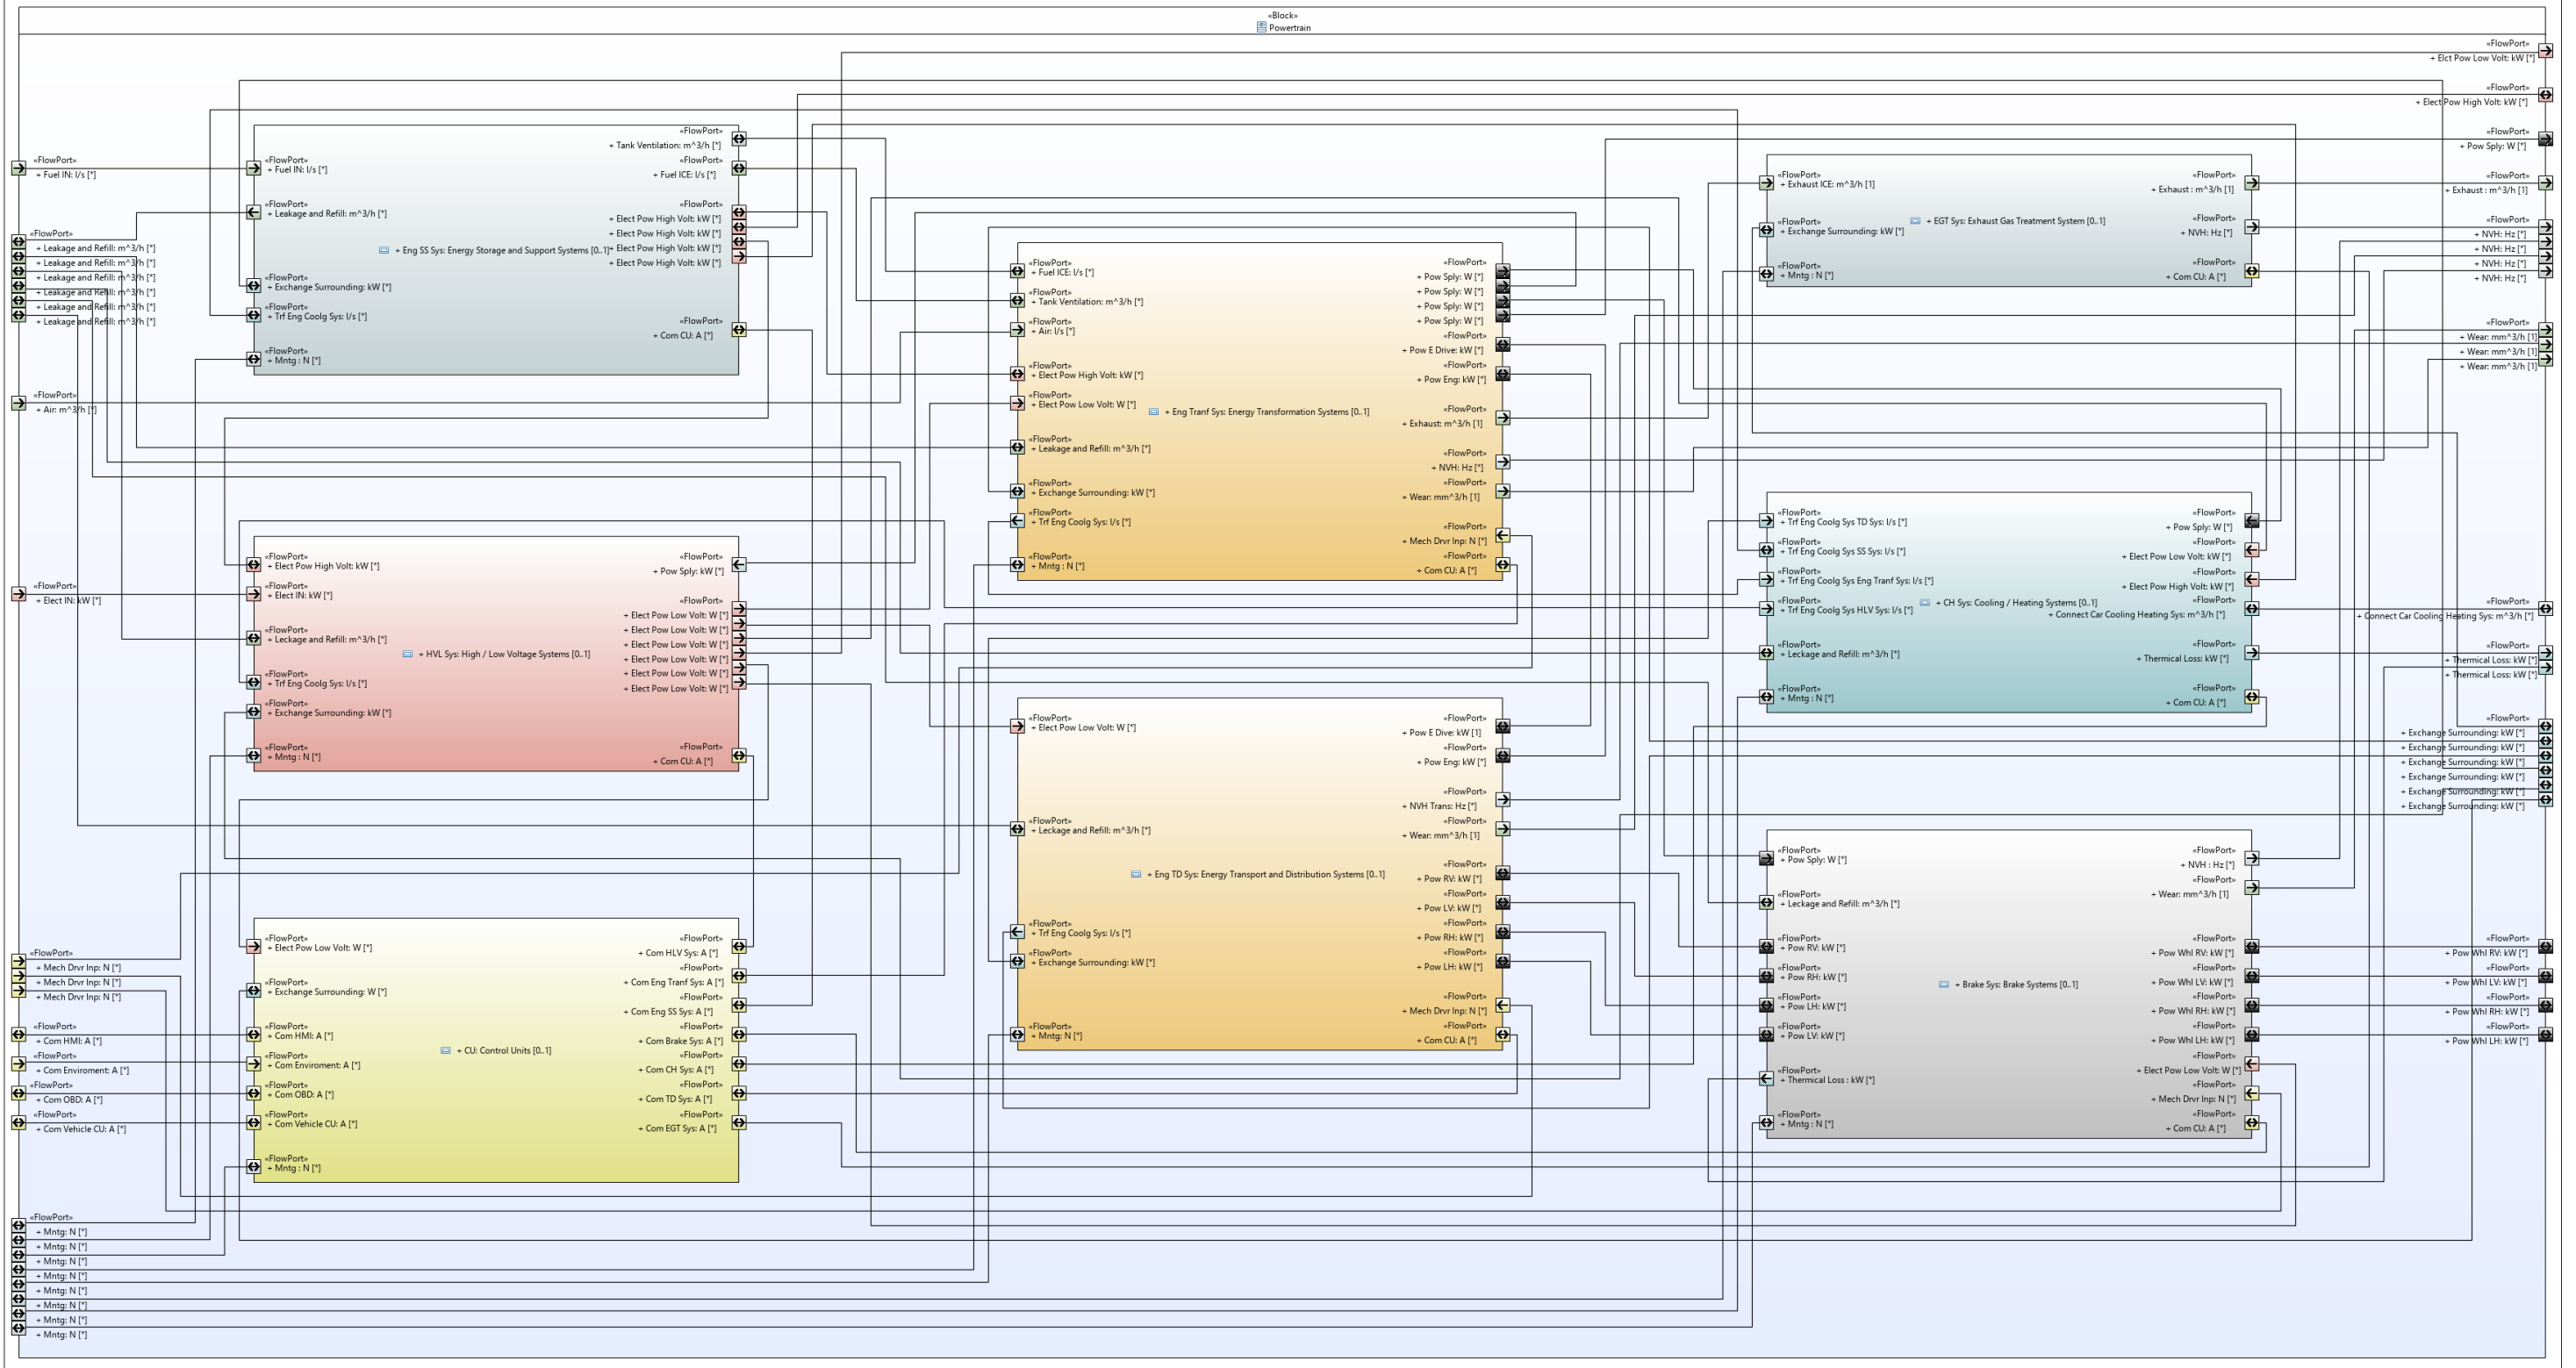 «Block»
Powertrain
«FlowPort»
+ Fuel IN: l/s [*]
«FlowPort»
+ Leakage and Refill: m^3/h [*]
+ Leakage and Refill: m^3/h [*]
+ Leakage and Refill: m^3/h [*]
+ Leakage and Refill: m^3/h [*]
+ Leakage and Refill: m^3/h [*]
+ Leakage and Refill: m^3/h [*]
«FlowPort»
+ Air: m^3/h [*]
«FlowPort»
+ Elect IN: kW [*]
«FlowPort»
+ Mech Drvr Inp: N [*]
+ Mech Drvr Inp: N [*]
+ Mech Drvr Inp: N [*]
«FlowPort»
+ Com HMI: A [*]
«FlowPort»
+ Com Enviroment: A [*]
«FlowPort»
+ Com OBD: A [*]
«FlowPort»
+ Com Vehicle CU: A [*]
«FlowPort»
+ Mntg: N [*]
+ Mntg: N [*]
+ Mntg: N [*]
+ Mntg: N [*]
+ Mntg: N [*]
+ Mntg: N [*]
+ Mntg: N [*]
+ Mntg: N [*]
«FlowPort»
+ Fuel IN: l/s [*]
«FlowPort»
+ Leakage and Refill: m^3/h [*]
+ Eng SS Sys: Energy Storage and Support Systems [0..1]
«FlowPort»
+ Exchange Surrounding: kW [*]
«FlowPort»
+ Trf Eng Coolg Sys: l/s [*]
«FlowPort»
+ Mntg : N [*]
«FlowPort»
+ Tank Ventilation: m^3/h [*]
«FlowPort»
+ Fuel ICE: l/s [*]
«FlowPort»
+ Elect Pow High Volt: kW [*]
+ Elect Pow High Volt: kW [*]
+ Elect Pow High Volt: kW [*]
+ Elect Pow High Volt: kW [*]
«FlowPort»
+ Com CU: A [*]
«FlowPort»
+ Elect Pow High Volt: kW [*]
«FlowPort»
+ Elect IN: kW [*]
«FlowPort»
+ Leckage and Refill: m^3/h [*]
+ HVL Sys: High / Low Voltage Systems [0..1]
«FlowPort»
+ Trf Eng Coolg Sys: l/s [*]
«FlowPort»
+ Exchange Surrounding: kW [*]
«FlowPort»
+ Mntg : N [*]
«FlowPort»
+ Pow Sply: kW [*]
«FlowPort»
+ Elect Pow Low Volt: W [*]
+ Elect Pow Low Volt: W [*]
+ Elect Pow Low Volt: W [*]
+ Elect Pow Low Volt: W [*]
+ Elect Pow Low Volt: W [*]
+ Elect Pow Low Volt: W [*]
«FlowPort»
+ Com CU: A [*]
«FlowPort»
+ Elect Pow Low Volt: W [*]
«FlowPort»
+ Exchange Surrounding: W [*]
«FlowPort»
+ Com HMI: A [*]
+ CU: Control Units [0..1]
«FlowPort»
+ Com Enviroment: A [*]
«FlowPort»
+ Com OBD: A [*]
«FlowPort»
+ Com Vehicle CU: A [*]
«FlowPort»
+ Mntg : N [*]
«FlowPort»
+ Com HLV Sys: A [*]
«FlowPort»
+ Com Eng Tranf Sys: A [*]
«FlowPort»
+ Com Eng SS Sys: A [*]
«FlowPort»
+ Com Brake Sys: A [*]
«FlowPort»
+ Com CH Sys: A [*]
«FlowPort»
+ Com TD Sys: A [*]
«FlowPort»
+ Com EGT Sys: A [*]
«FlowPort»
+ Fuel ICE: l/s [*]
«FlowPort»
+ Tank Ventilation: m^3/h [*]
«FlowPort»
+ Air: l/s [*]
«FlowPort»
+ Elect Pow High Volt: kW [*]
«FlowPort»
+ Elect Pow Low Volt: W [*]
+ Eng Tranf Sys: Energy Transformation Systems [0..1]
«FlowPort»
+ Leakage and Refill: m^3/h [*]
«FlowPort»
+ Exchange Surrounding: kW [*]
«FlowPort»
+ Trf Eng Coolg Sys: l/s [*]
«FlowPort»
+ Mntg : N [*]
«FlowPort»
+ Pow Sply: W [*]
+ Pow Sply: W [*]
+ Pow Sply: W [*]
+ Pow Sply: W [*]
«FlowPort»
+ Pow E Drive: kW [*]
«FlowPort»
+ Pow Eng: kW [*]
«FlowPort»
+ Exhaust: m^3/h [1]
«FlowPort»
+ NVH: Hz [*]
«FlowPort»
+ Wear: mm^3/h [1]
«FlowPort»
+ Mech Drvr Inp: N [*]
«FlowPort»
+ Com CU: A [*]
«FlowPort»
+ Elect Pow Low Volt: W [*]
«FlowPort»
+ Leckage and Refill: m^3/h [*]
+ Eng TD Sys: Energy Transport and Distribution Systems [0..1]
«FlowPort»
+ Trf Eng Coolg Sys: l/s [*]
«FlowPort»
+ Exchange Surrounding: kW [*]
«FlowPort»
+ Mntg: N [*]
«FlowPort»
+ Pow E Dive: kW [1]
«FlowPort»
+ Pow Eng: kW [*]
«FlowPort»
+ NVH Trans: Hz [*]
«FlowPort»
+ Wear: mm^3/h [1]
«FlowPort»
+ Pow RV: kW [*]
«FlowPort»
+ Pow LV: kW [*]
«FlowPort»
+ Pow RH: kW [*]
«FlowPort»
+ Pow LH: kW [*]
«FlowPort»
+ Mech Drvr Inp: N [*]
«FlowPort»
+ Com CU: A [*]
«FlowPort»
+ Exhaust ICE: m^3/h [1]
«FlowPort»
+ Exchange Surrounding: kW [*]
+ EGT Sys: Exhaust Gas Treatment System [0..1]
«FlowPort»
+ Mntg : N [*]
«FlowPort»
+ Exhaust : m^3/h [1]
«FlowPort»
+ NVH: Hz [*]
«FlowPort»
+ Com CU: A [*]
«FlowPort»
+ Trf Eng Coolg Sys TD Sys: l/s [*]
«FlowPort»
+ Trf Eng Coolg Sys SS Sys: l/s [*]
«FlowPort»
+ Trf Eng Coolg Sys Eng Tranf Sys: l/s [*]
«FlowPort»
+ Trf Eng Coolg Sys HLV Sys: l/s [*]
+ CH Sys: Cooling / Heating Systems [0..1]
«FlowPort»
+ Leckage and Refill: m^3/h [*]
«FlowPort»
+ Mntg : N [*]
«FlowPort»
+ Pow Sply: W [*]
«FlowPort»
+ Elect Pow Low Volt: W [*]
«FlowPort»
+ Elect Pow High Volt: kW [*]
«FlowPort»
+ Connect Car Cooling Heating Sys: m^3/h [*]
«FlowPort»
+ Thermical Loss: kW [*]
«FlowPort»
+ Com CU: A [*]
«FlowPort»
+ Pow Sply: W [*]
«FlowPort»
+ Leckage and Refill: m^3/h [*]
«FlowPort»
+ Pow RV: kW [*]
«FlowPort»
+ Pow RH: kW [*]
+ Brake Sys: Brake Systems [0..1]
«FlowPort»
+ Pow LH: kW [*]
«FlowPort»
+ Pow LV: kW [*]
«FlowPort»
+ Thermical Loss : kW [*]
«FlowPort»
+ Mntg : N [*]
«FlowPort»
+ NVH : Hz [*]
«FlowPort»
+ Wear: mm^3/h [1]
«FlowPort»
+ Pow Whl RV: kW [*]
«FlowPort»
+ Pow Whl LV: kW [*]
«FlowPort»
+ Pow Whl RH: kW [*]
«FlowPort»
+ Pow Whl LH: kW [*]
«FlowPort»
+ Elect Pow Low Volt: W [*]
«FlowPort»
+ Mech Drvr Inp: N [*]
«FlowPort»
+ Com CU: A [*]
«FlowPort»
+ Elct Pow Low Volt: kW [*]
«FlowPort»
+ Elect Pow High Volt: kW [*]
«FlowPort»
+ Pow Sply: W [*]
«FlowPort»
+ Exhaust : m^3/h [1]
«FlowPort»
+ NVH: Hz [*]
+ NVH: Hz [*]
+ NVH: Hz [*]
+ NVH: Hz [*]
«FlowPort»
+ Wear: mm^3/h [1]
+ Wear: mm^3/h [1]
+ Wear: mm^3/h [1]
«FlowPort»
+ Connect Car Cooling Heating Sys: m^3/h [*]
«FlowPort»
+ Thermical Loss: kW [*]
+ Thermical Loss: kW [*]
«FlowPort»
+ Exchange Surrounding: kW [*]
+ Exchange Surrounding: kW [*]
+ Exchange Surrounding: kW [*]
+ Exchange Surrounding: kW [*]
+ Exchange Surrounding: kW [*]
+ Exchange Surrounding: kW [*]
«FlowPort»
+ Pow Whl RV: kW [*]
«FlowPort»
+ Pow Whl LV: kW [*]
«FlowPort»
+ Pow Whl RH: kW [*]
«FlowPort»
+ Pow Whl LH: kW [*]